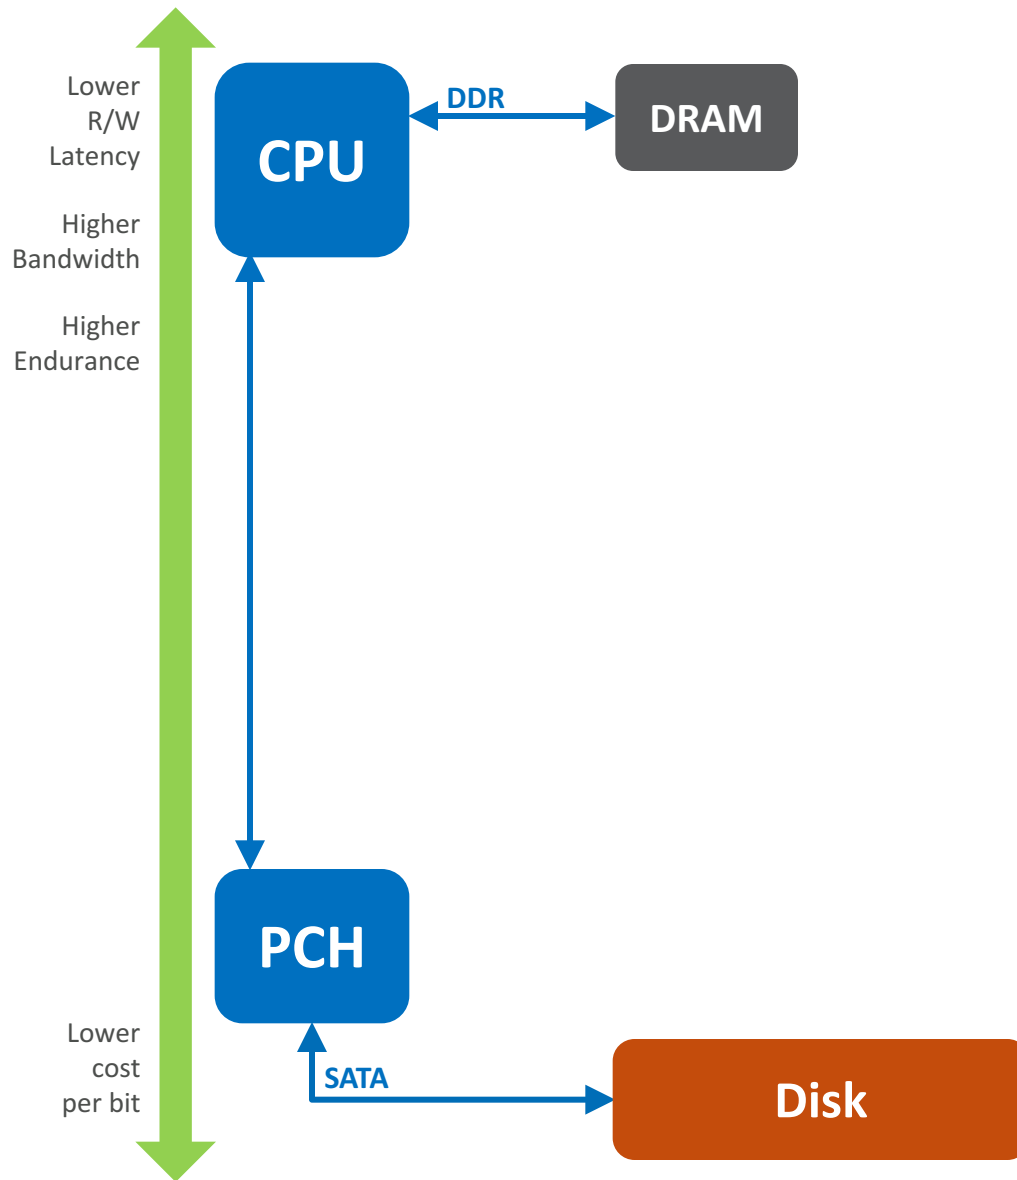 Lower
R/W
Latency
Higher
Bandwidth
Higher
Endurance
CPU
DDR
DRAM
PCH
Lower
cost
per bit
SATA
Disk